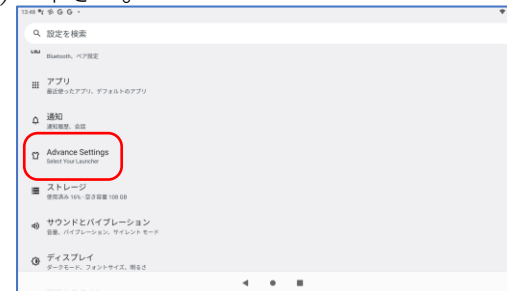 13:48 G G
設定を検索
Bluetooth、ペア設定
アプリ
最近使ったアプリ、デフォルトのアプリ
通知
通知履歴、会話
Advance Settings
Select Your Launcher
ストレージ
使用済み 16% - 空き容量 108 GB
サウンドとバイブレーション
音量、バイブレーション、サイレント モード
ディスプレイ
ダークモード、フォントサイズ、明るさ